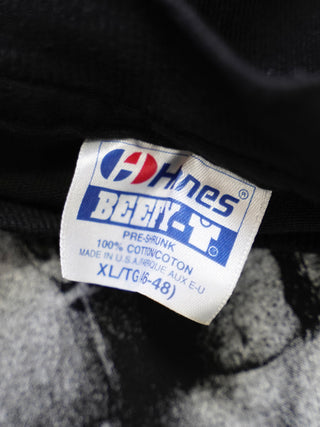 Hanes®
BEEFY-T
PRE-SHRUNK
100% COTTON/COTON
MADE IN U.S.A./FABRIQUE AUX E-U
XL/TG (46-48)